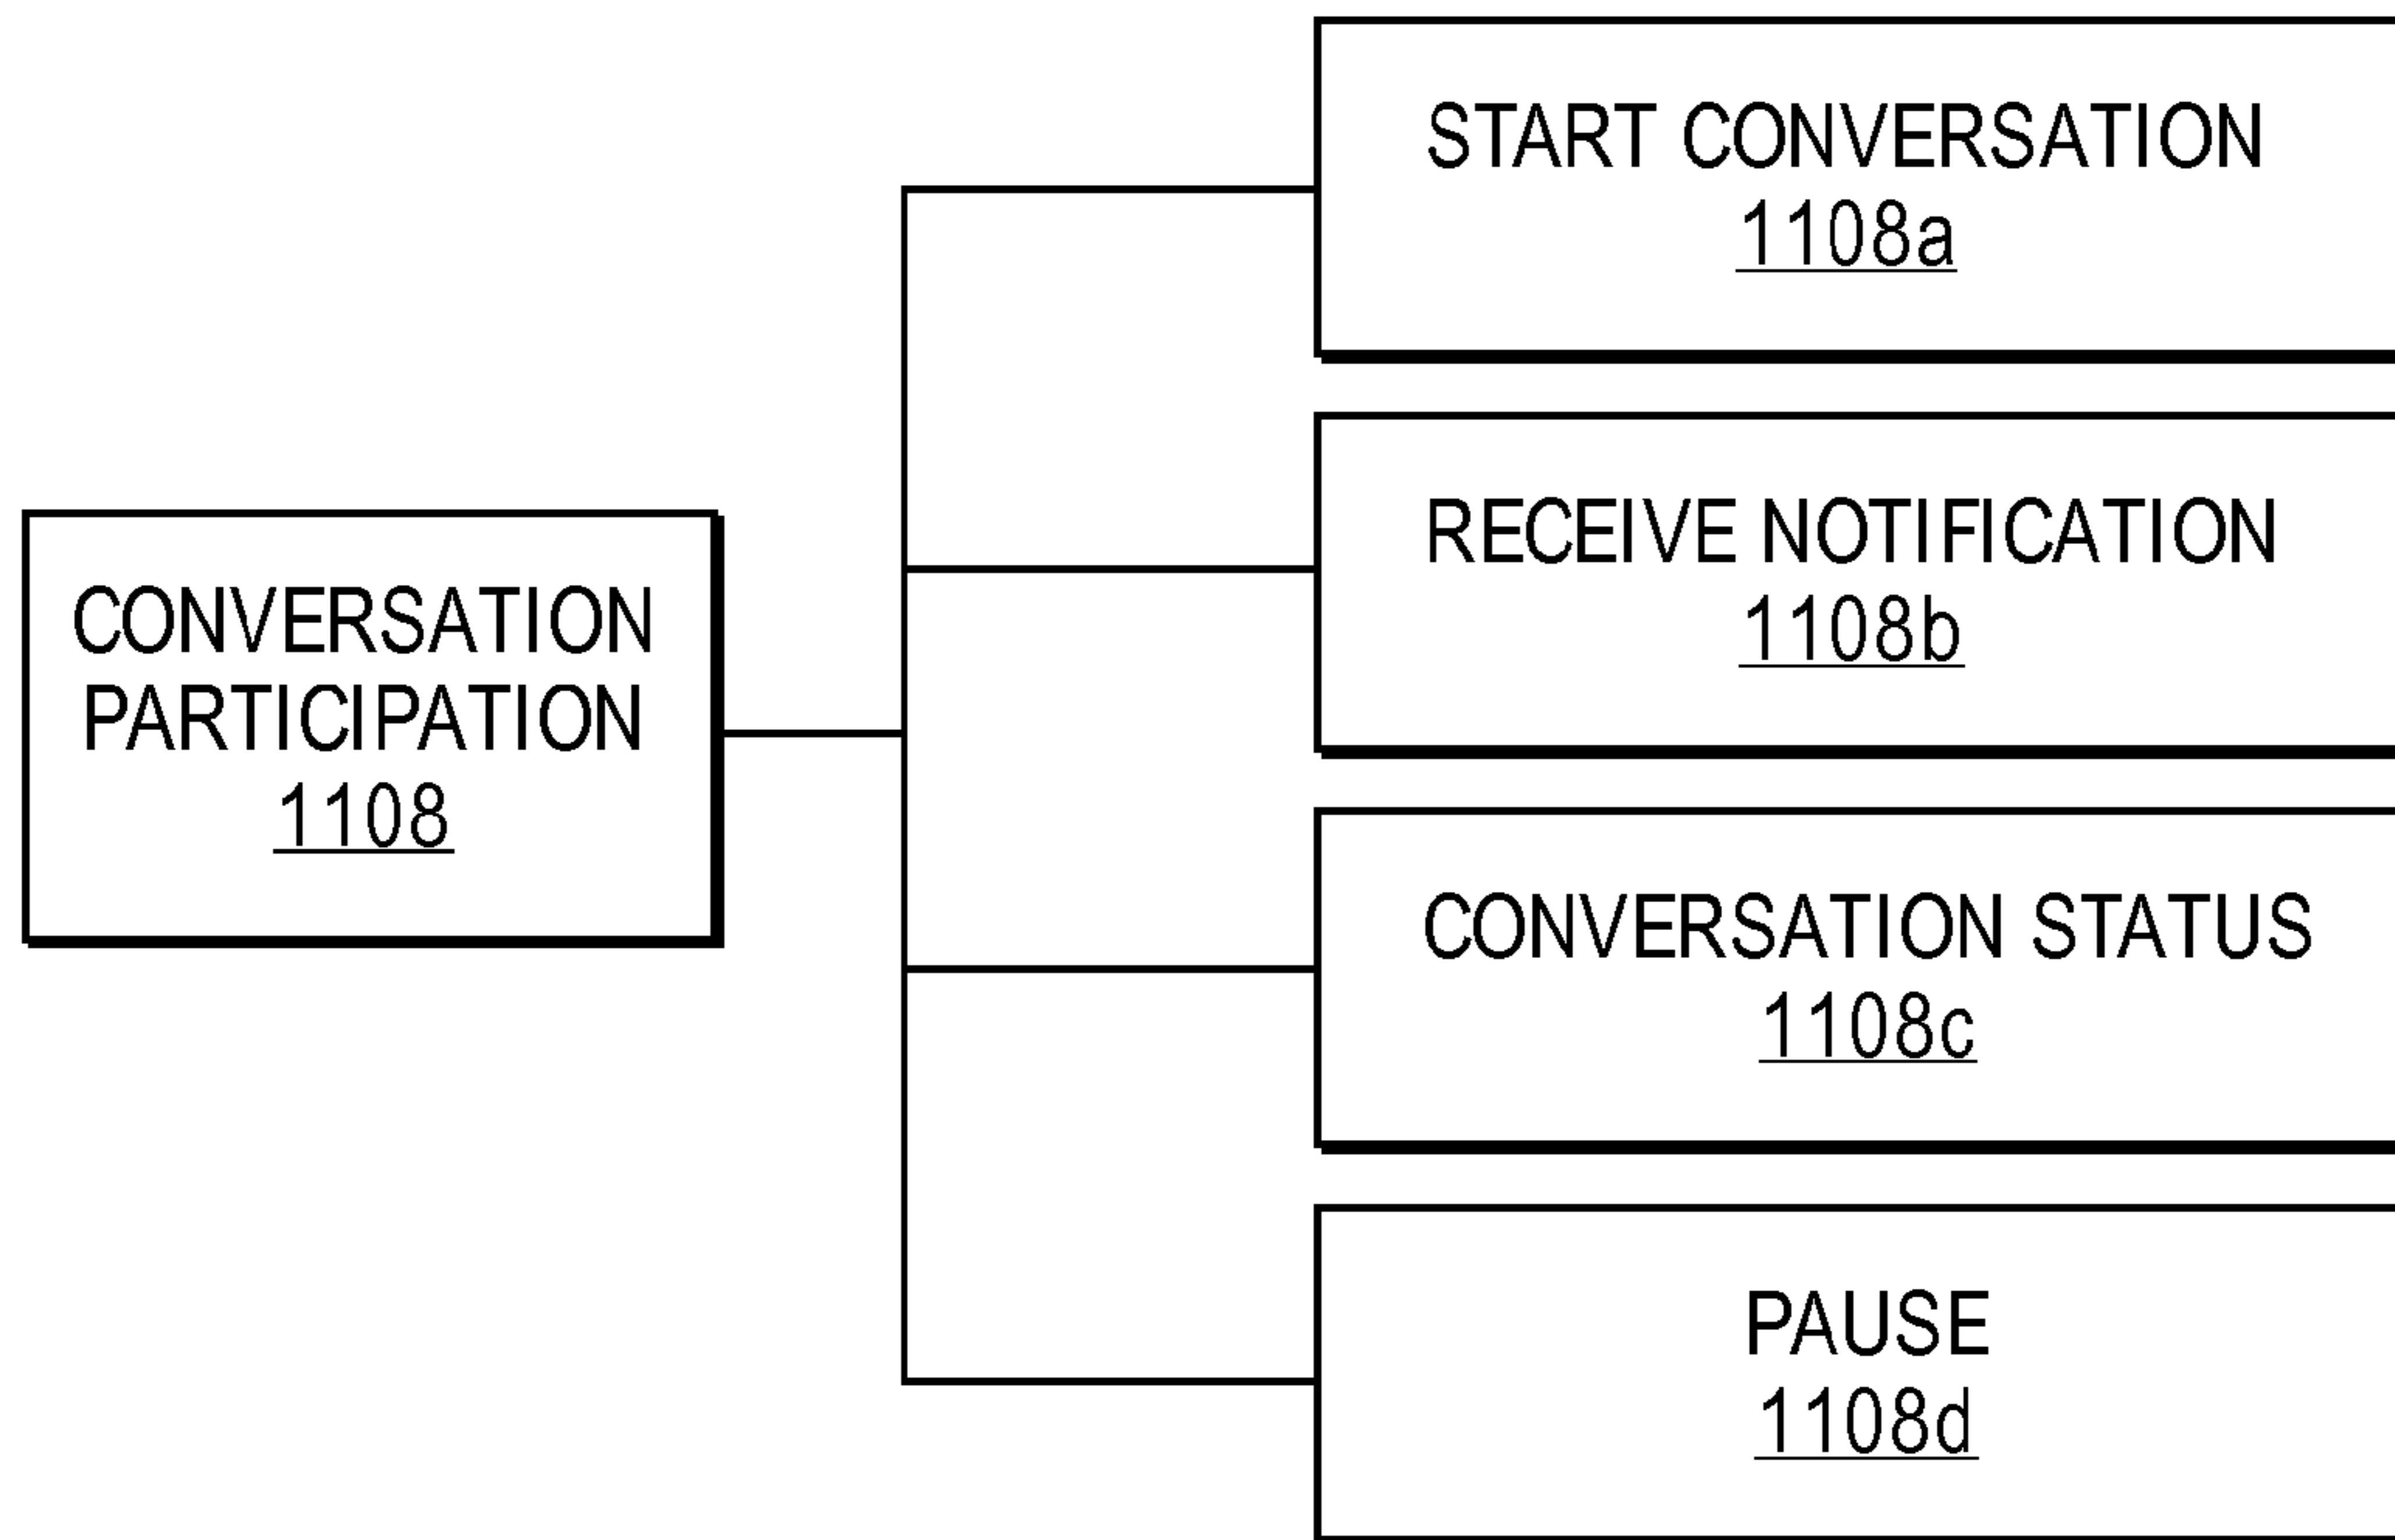 CONVERSATION
PARTICIPATION
1108
START CONVERSATION
1108a
RECEIVE NOTIFICATION
1108b
CONVERSATION STATUS
1108c
PAUSE
1108d